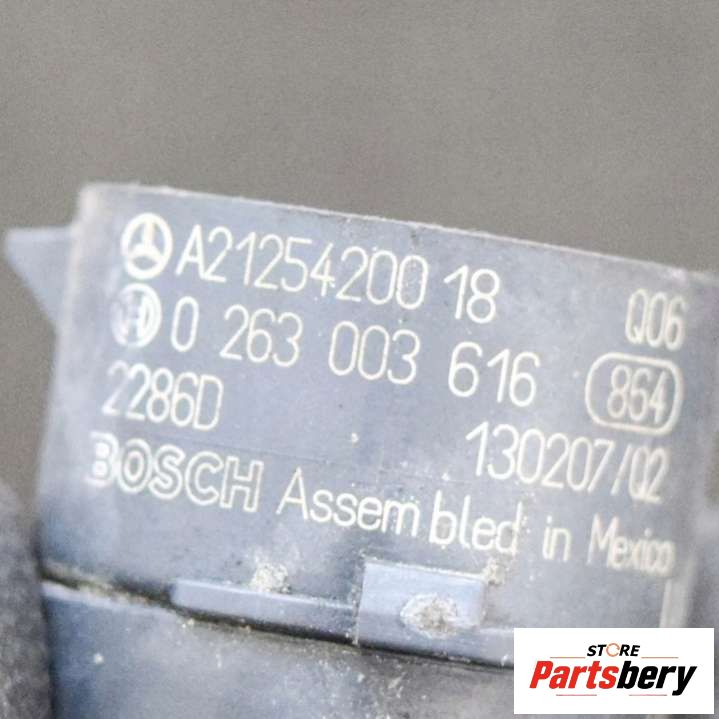 A2125420018 Q06
0 263 003 616 864
2286D 130207/Q2
BOSCH Assembled in Mexico
STORE
Partsbery